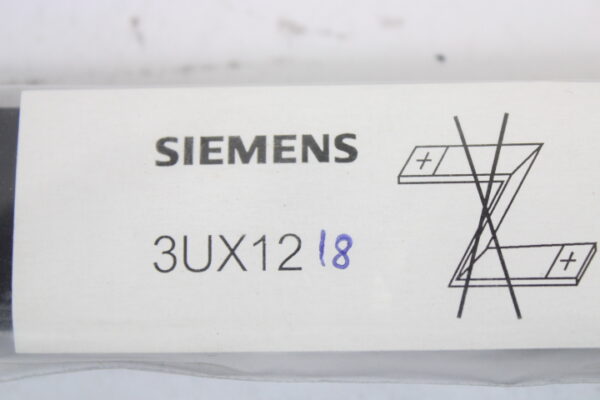 SIEMENS
3UX12 18
+
+